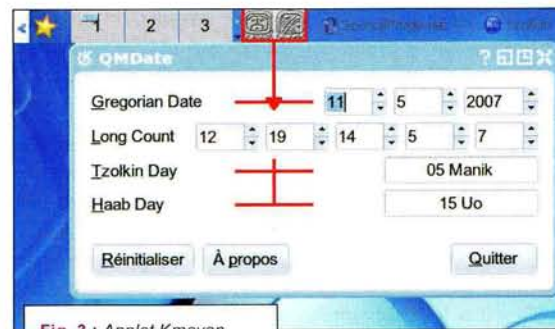 2 3
QMDate
Gregorian Date 11 5 2007
Long Count 12 19 14 5 7
Tzolkin Day 05 Manik
Haab Day 15 Uo
Réinitialiser À propos Quitter
Fig. 3 : Applet Kmayan